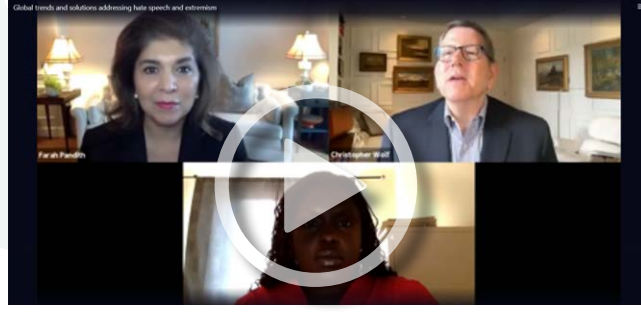 Global trends and solutions addressing hate speech and extremism
Farah Pandith
Christopher Wolf